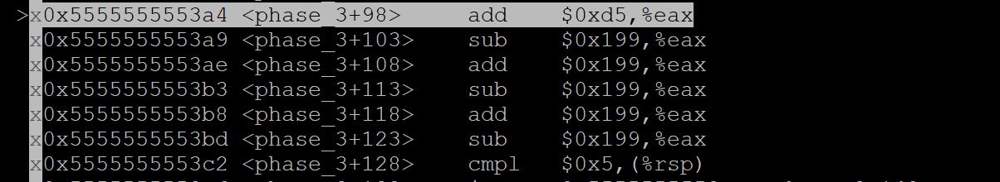 >x0x5555555553a4 <phase_3+98> add $0xd5,%eax
x0x5555555553a9 <phase_3+103> sub $0x199,%eax
x0x5555555553ae <phase_3+108> add $0x199,%eax
x0x5555555553b3 <phase_3+113> sub $0x199,%eax
x0x5555555553b8 <phase_3+118> add $0x199,%eax
x0x5555555553bd <phase_3+123> sub $0x199,%eax
x0x5555555553c2 <phase_3+128> cmpl $0x5,(%rsp)